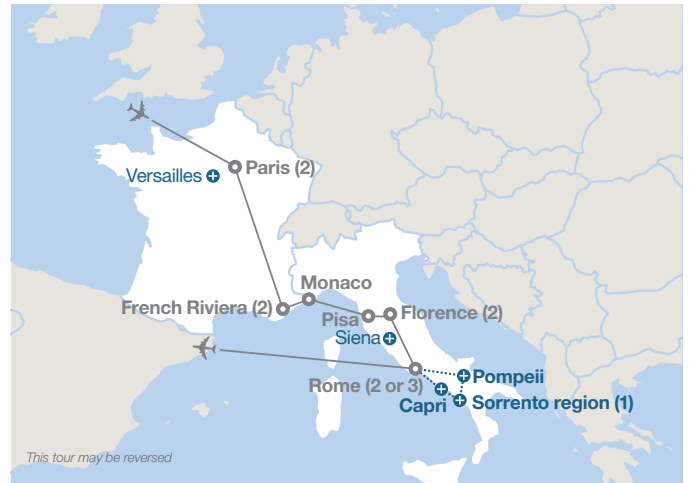 Paris (2)
Versailles
Monaco
French Riviera (2)
Florence (2)
Pisa
Siena
Rome (2 or 3)
Pompeii
Capri
Sorrento region (1)
This tour may be reversed